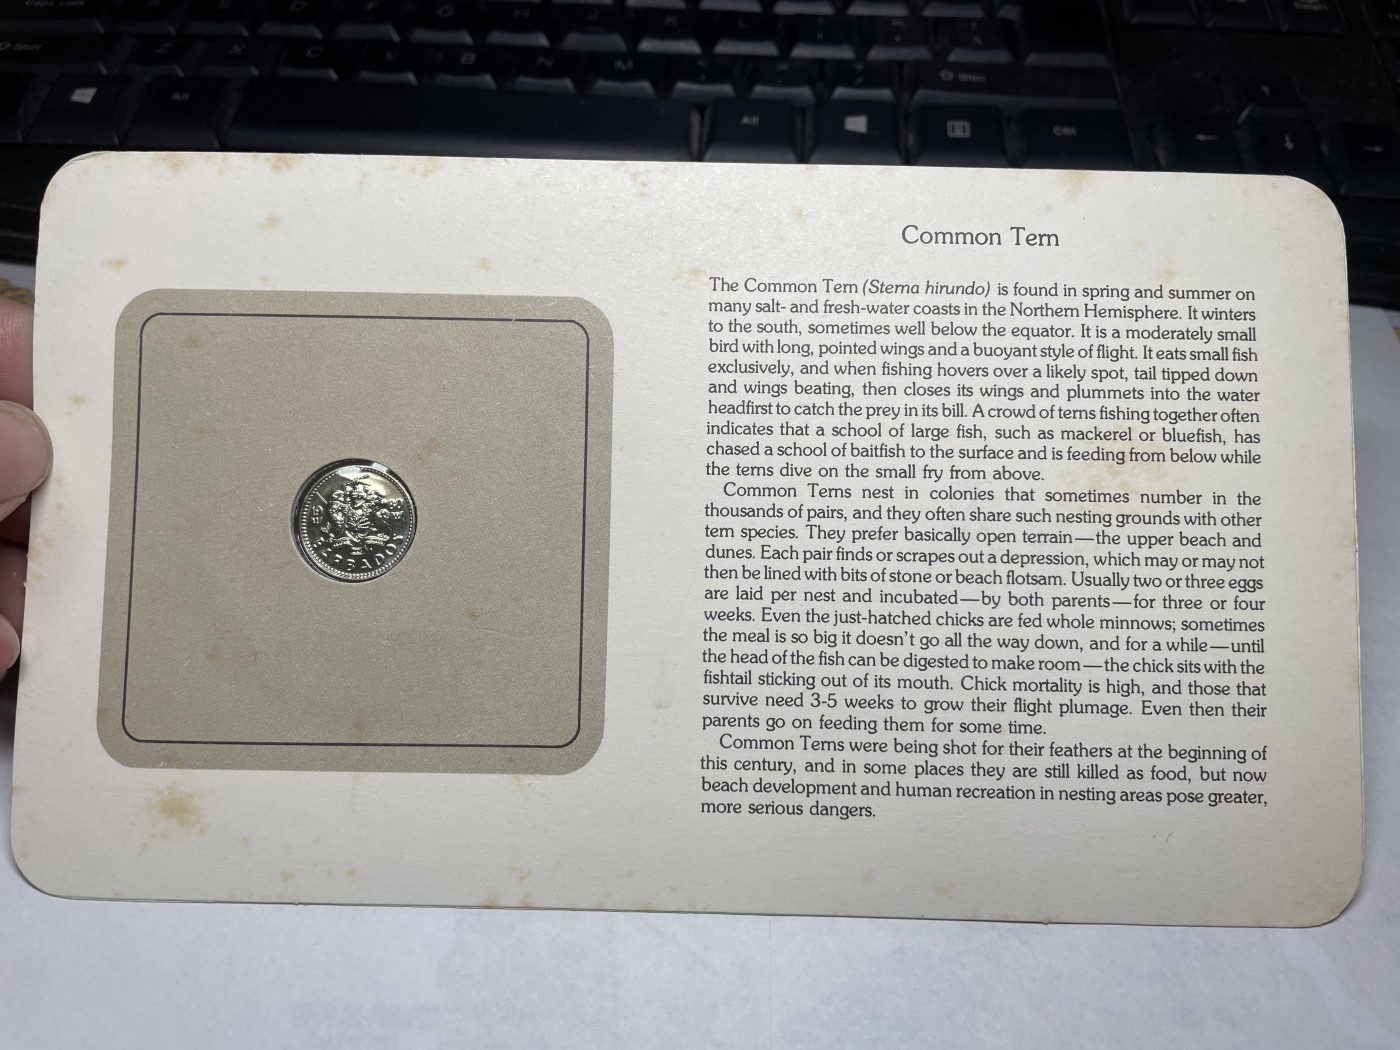 Caps Lock
Z X C V B N M
Shift
Shift
Alt
Alt
Ctrl
Common Tern
The Common Tern (Sterna hirundo) is found in spring and summer on
many salt- and fresh-water coasts in the Northern Hemisphere. It winters
to the south, sometimes well below the equator. It is a moderately small
bird with long, pointed wings and a buoyant style of flight. It eats small fish
exclusively, and when fishing hovers over a likely spot, tail tipped down
and wings beating, then closes its wings and plummets into the water
headfirst to catch the prey in its bill. A crowd of terns fishing together often
indicates that a school of large fish, such as mackerel or bluefish, has
chased a school of baitfish to the surface and is feeding from below while
the terns dive on the small fry from above.
Common Terns nest in colonies that sometimes number in the
thousands of pairs, and they often share such nesting grounds with other
tern species. They prefer basically open terrain—the upper beach and
dunes. Each pair finds or scrapes out a depression, which may or may not
then be lined with bits of stone or beach flotsam. Usually two or three eggs
are laid per nest and incubated—by both parents—for three or four
weeks. Even the just-hatched chicks are fed whole minnows; sometimes
the meal is so big it doesn't go all the way down, and for a while—until
the head of the fish can be digested to make room—the chick sits with the
fishtail sticking out of its mouth. Chick mortality is high, and those that
survive need 3-5 weeks to grow their flight plumage. Even then their
parents go on feeding them for some time.
Common Terns were being shot for their feathers at the beginning of
this century, and in some places they are still killed as food, but now
beach development and human recreation in nesting areas pose greater,
more serious dangers.
BARBADOS